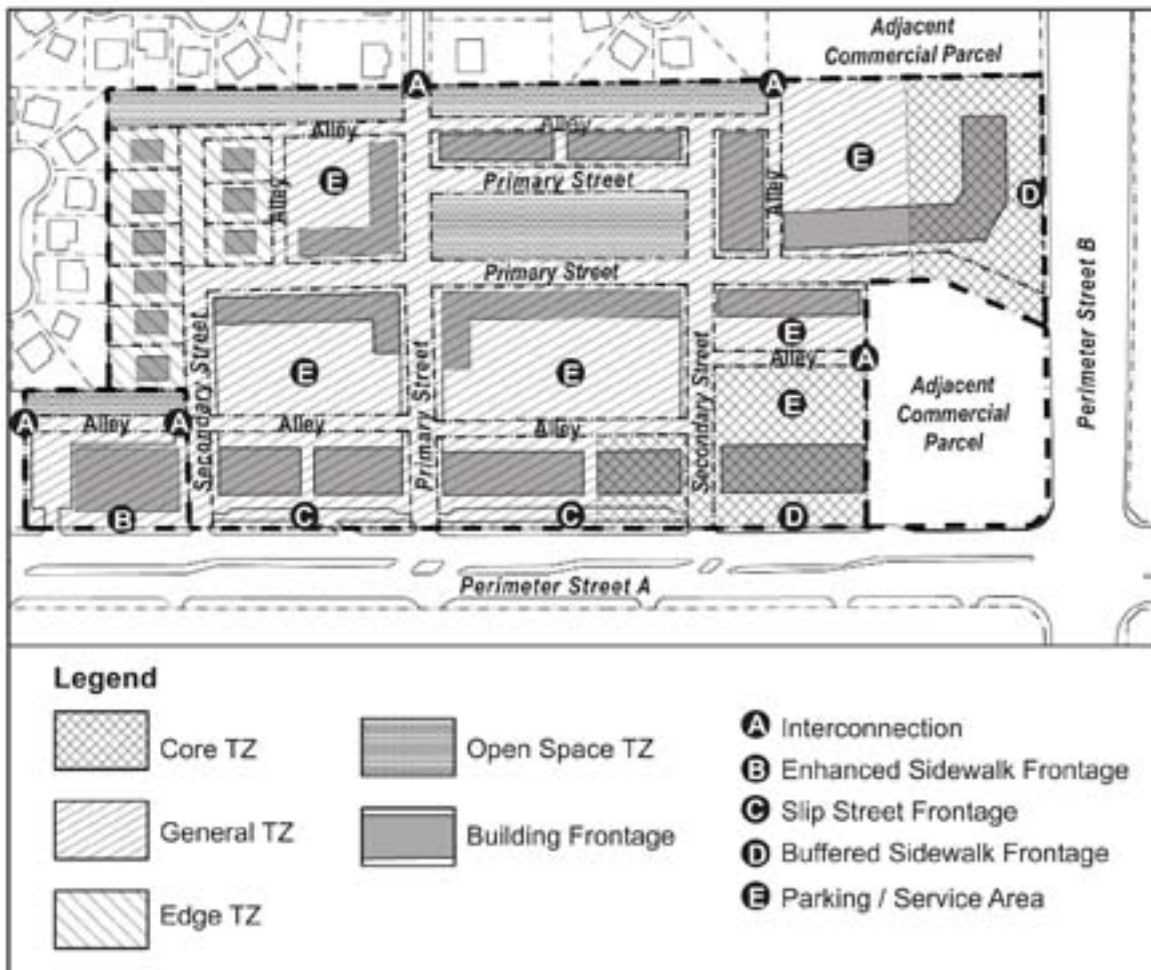 Adjacent
Commercial Parcel
A
A
Alley
Alley
E
Primary Street
E
Alley
Alley
D
Primary Street
Perimeter Street B
Secondary Street
E
Primary Street
E
Secondary Street
E
Alley
A
E
Adjacent
Commercial
Parcel
A
Alley
A
Alley
Alley
B
C
C
D
Perimeter Street A
Legend
Core TZ
General TZ
Edge TZ
Open Space TZ
Building Frontage
A Interconnection
B Enhanced Sidewalk Frontage
C Slip Street Frontage
D Buffered Sidewalk Frontage
E Parking / Service Area